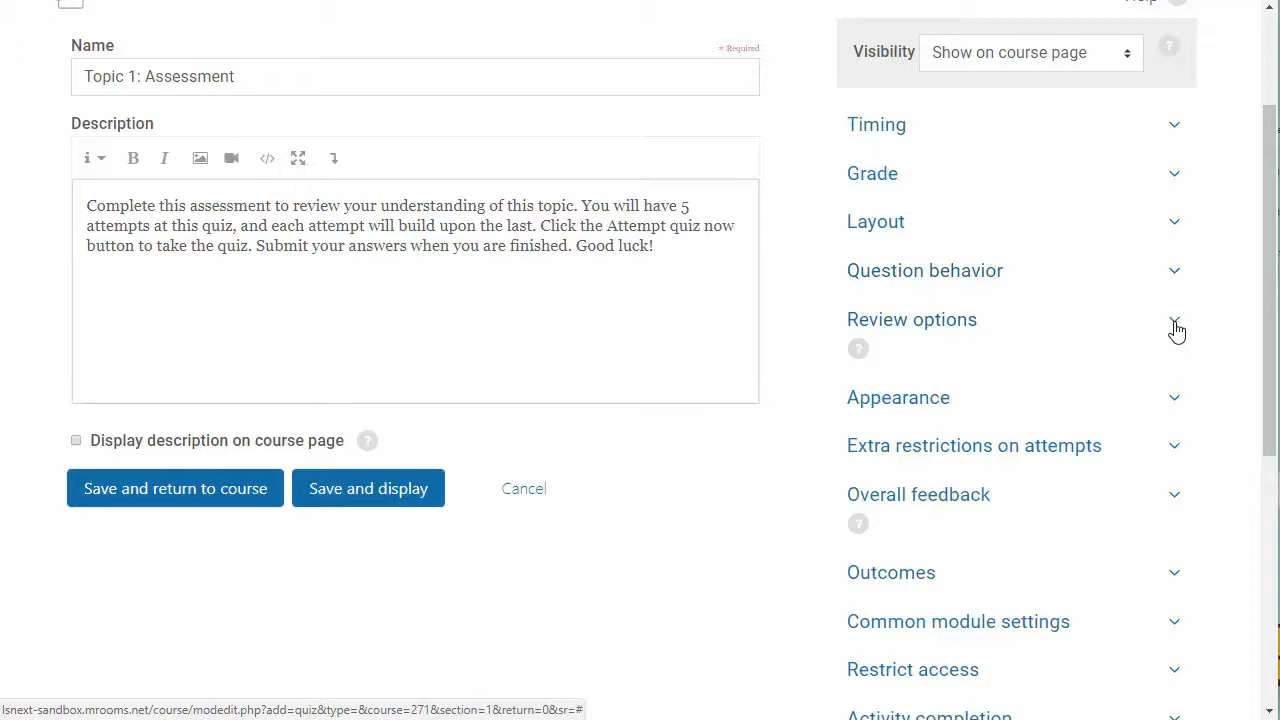 Name
* Required
Topic 1: Assessment
Description
i
B
I
</>
Complete this assessment to review your understanding of this topic. You will have 5
attempts at this quiz, and each attempt will build upon the last. Click the Attempt quiz now
button to take the quiz. Submit your answers when you are finished. Good luck!
Display description on course page
?
Save and return to course
Save and display
Cancel
Visibility
Show on course page
?
Timing
Grade
Layout
Question behavior
Review options
?
Appearance
Extra restrictions on attempts
Overall feedback
?
Outcomes
Common module settings
Restrict access
Activity completion
lsnext-sandbox.mrooms.net/course/modedit.php?add=quiz&type=&course=271&section=1&return=0&sr=#